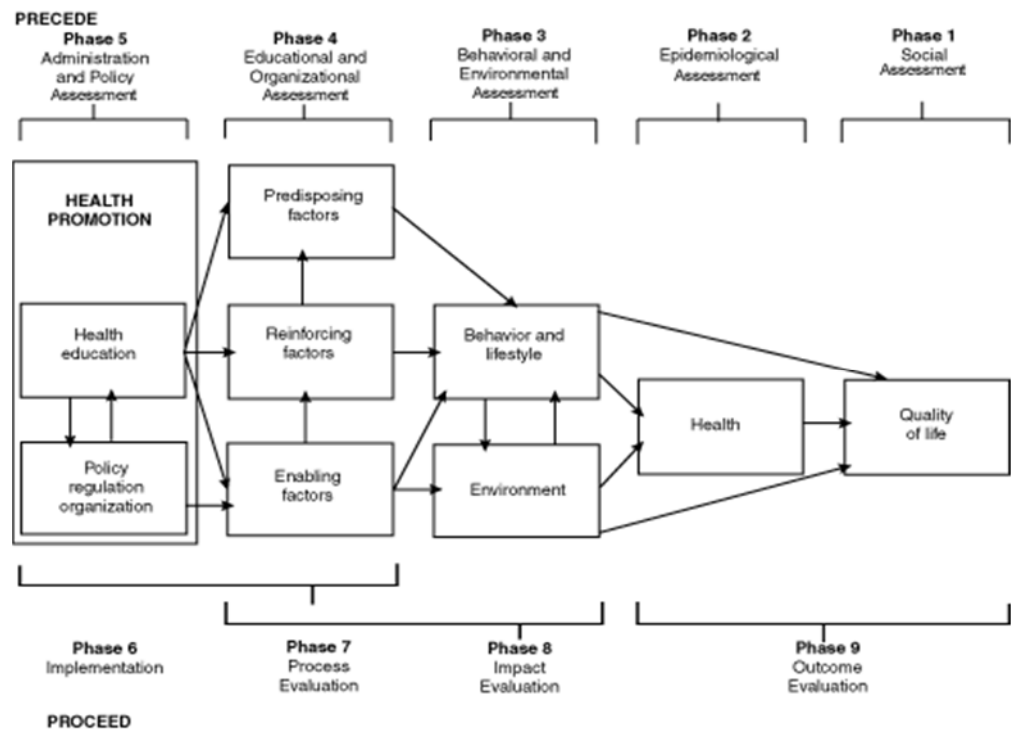 PRECEDE
Phase 5
Administration
and Policy
Assessment
Phase 4
Educational and
Organizational
Assessment
Phase 3
Behavioral and
Environmental
Assessment
Phase 2
Epidemiological
Assessment
Phase 1
Social
Assessment
HEALTH
PROMOTION
Predisposing
factors
Health
education
Reinforcing
factors
Behavior and
lifestyle
Health
Quality
of life
Policy
regulation
organization
Enabling
factors
Environment
Phase 6
Implementation
Phase 7
Process
Evaluation
Phase 8
Impact
Evaluation
Phase 9
Outcome
Evaluation
PROCEED